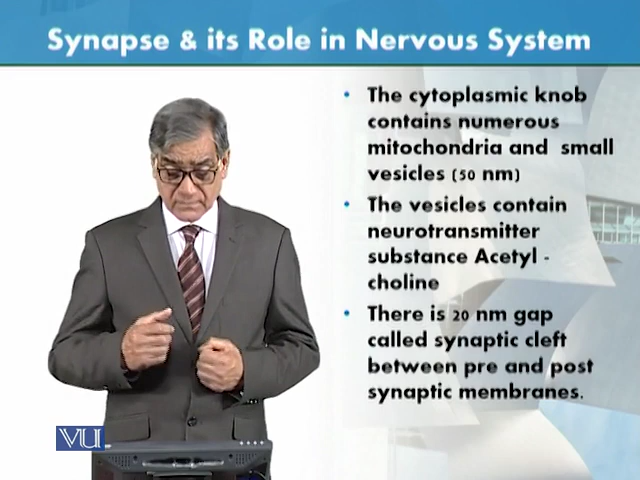 Synapse & its Role in Nervous System
• The cytoplasmic knob
contains numerous
mitochondria and small
vesicles (50 nm)
• The vesicles contain
neurotransmitter
substance Acetyl -
choline
• There is 20 nm gap
called synaptic cleft
between pre and post
synaptic membranes.
VU